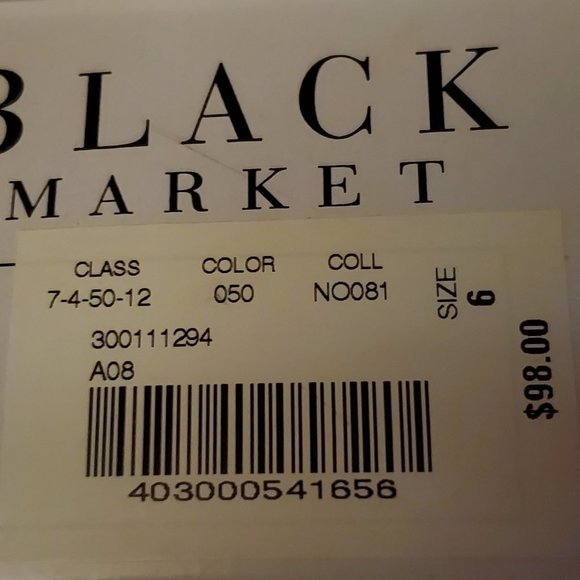 BLACK
MARKET
CLASS COLOR COLL
7-4-50-12 050 NO081
300111294
A08
403000541656
SIZE 6
$98.00